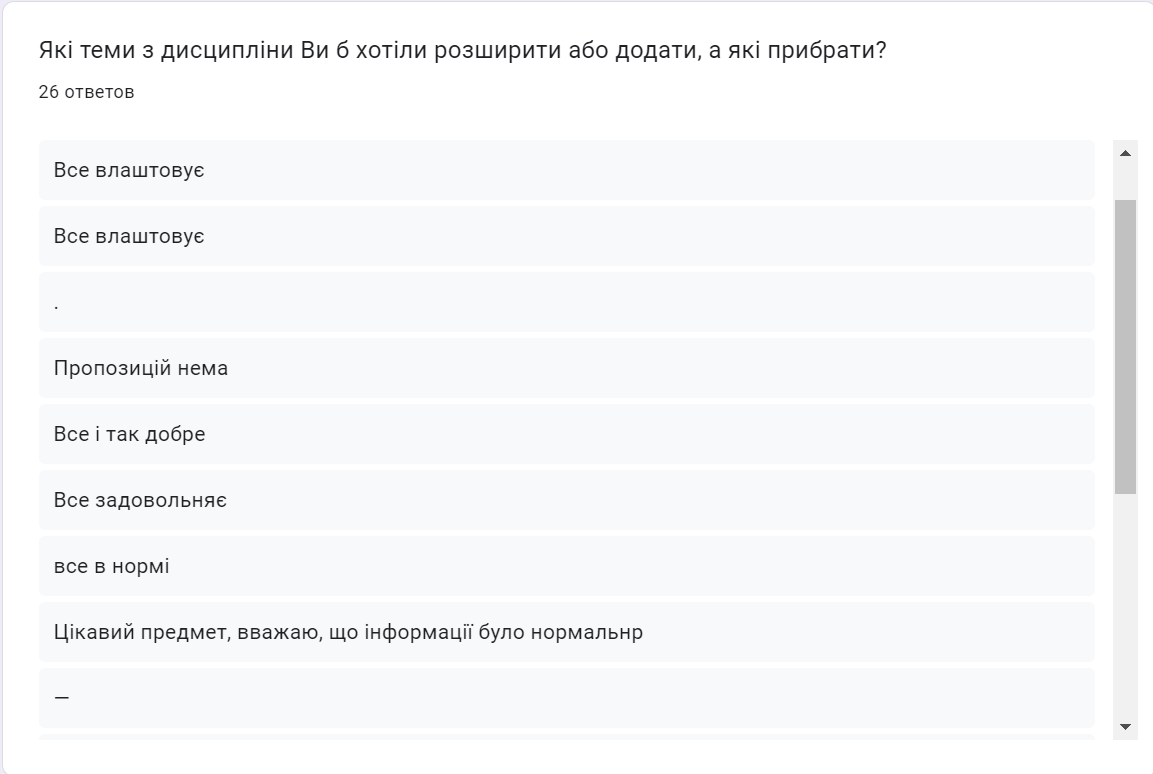 Які теми з дисципліни Ви б хотіли розширити або додати, а які прибрати?
26 ответов
Все влаштовує
Все влаштовує
.
Пропозицій нема
Все і так добре
Все задовольняє
все в нормі
Цікавий предмет, вважаю, що інформації було нормальнр
—